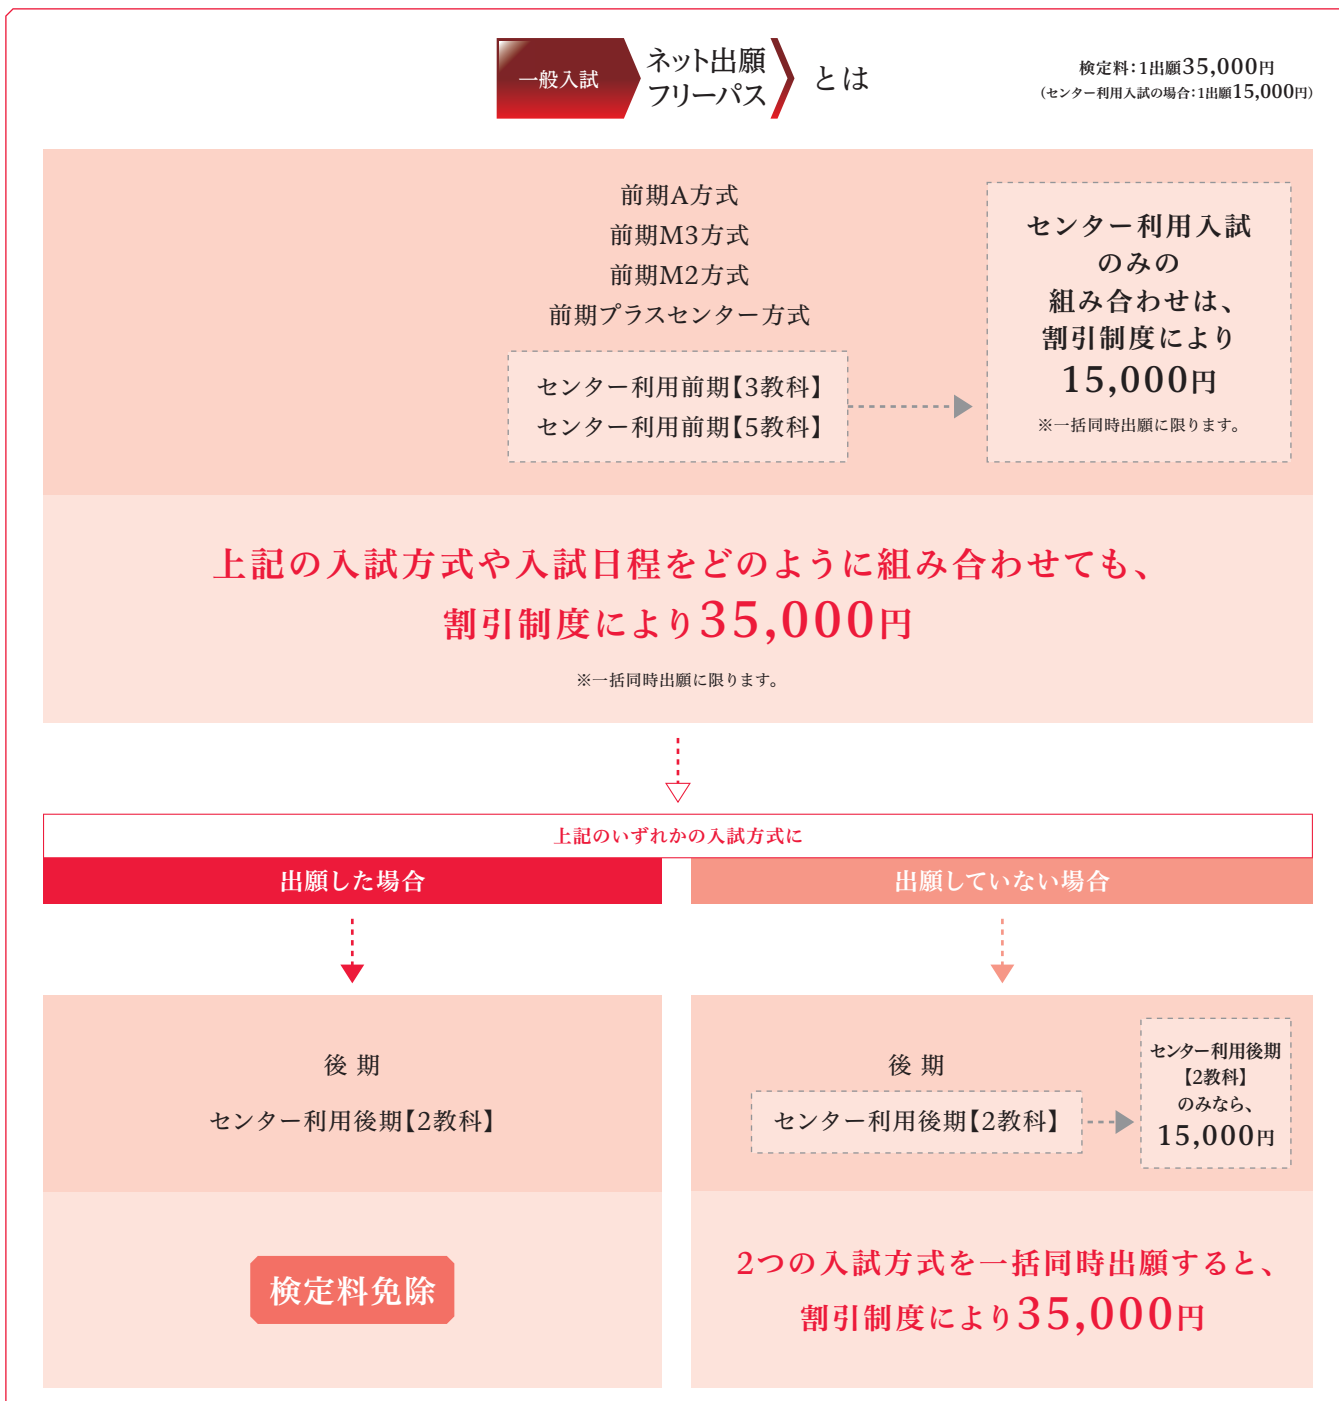 一般入試
ネット出願
フリーパス
とは
検定料：1出願35,000円
（センター利用入試の場合：1出願15,000円）
前期A方式
前期M3方式
前期M2方式
前期プラスセンター方式
センター利用前期【3教科】
センター利用前期【5教科】
センター利用入試
のみの
組み合わせは、
割引制度により
15,000円
※一括同時出願に限ります。
上記の入試方式や入試日程をどのように組み合わせても、
割引制度により35,000円
※一括同時出願に限ります。
上記のいずれかの入試方式に
出願した場合
後 期
センター利用後期【2教科】
検定料免除
出願していない場合
後 期
センター利用後期【2教科】
センター利用後期
【2教科】
のみなら、
15,000円
2つの入試方式を一括同時出願すると、
割引制度により35,000円